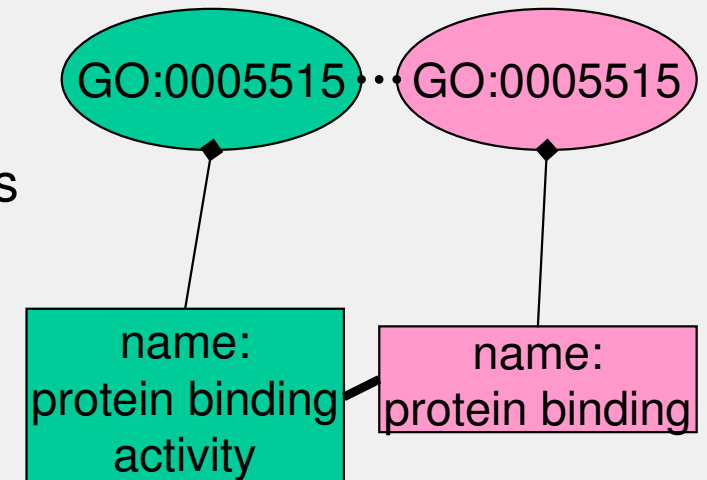 GO:0005515
GO:0005515
s
name:
protein binding
activity
name:
protein binding